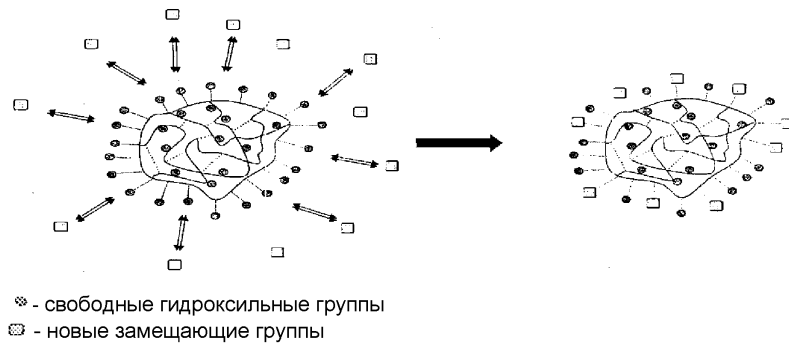 - свободные гидроксильные группы
- новые замещающие группы